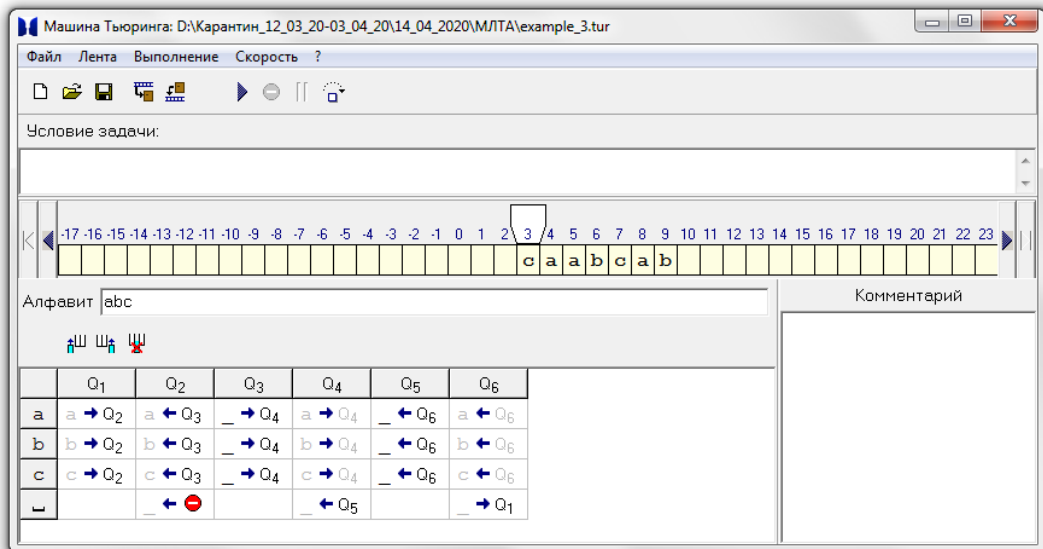 Машина Тьюринга: D:\Карантин_12_03_20-03_04_20\14_04_2020\МЛТА\example_3.tur
Файл Лента Выполнение Скорость ?
Условие задачи:
-17 -16 -15 -14 -13 -12 -11 -10 -9 -8 -7 -6 -5 -4 -3 -2 -1 0 1 2 3 4 5 6 7 8 9 10 11 12 13 14 15 16 17 18 19 20 21 22 23
c a a b c a b
Алфавит abc
Комментарий
Q1 Q2 Q3 Q4 Q5 Q6
a a → Q2 a ← Q3 _ → Q4 a → Q4 _ ← Q6 a ← Q6
b b → Q2 b ← Q3 _ → Q4 b → Q4 _ ← Q6 b ← Q6
c c → Q2 c ← Q3 _ → Q4 c → Q4 _ ← Q6 c ← Q6
␣ _ ← _ ← Q5 _ → Q1